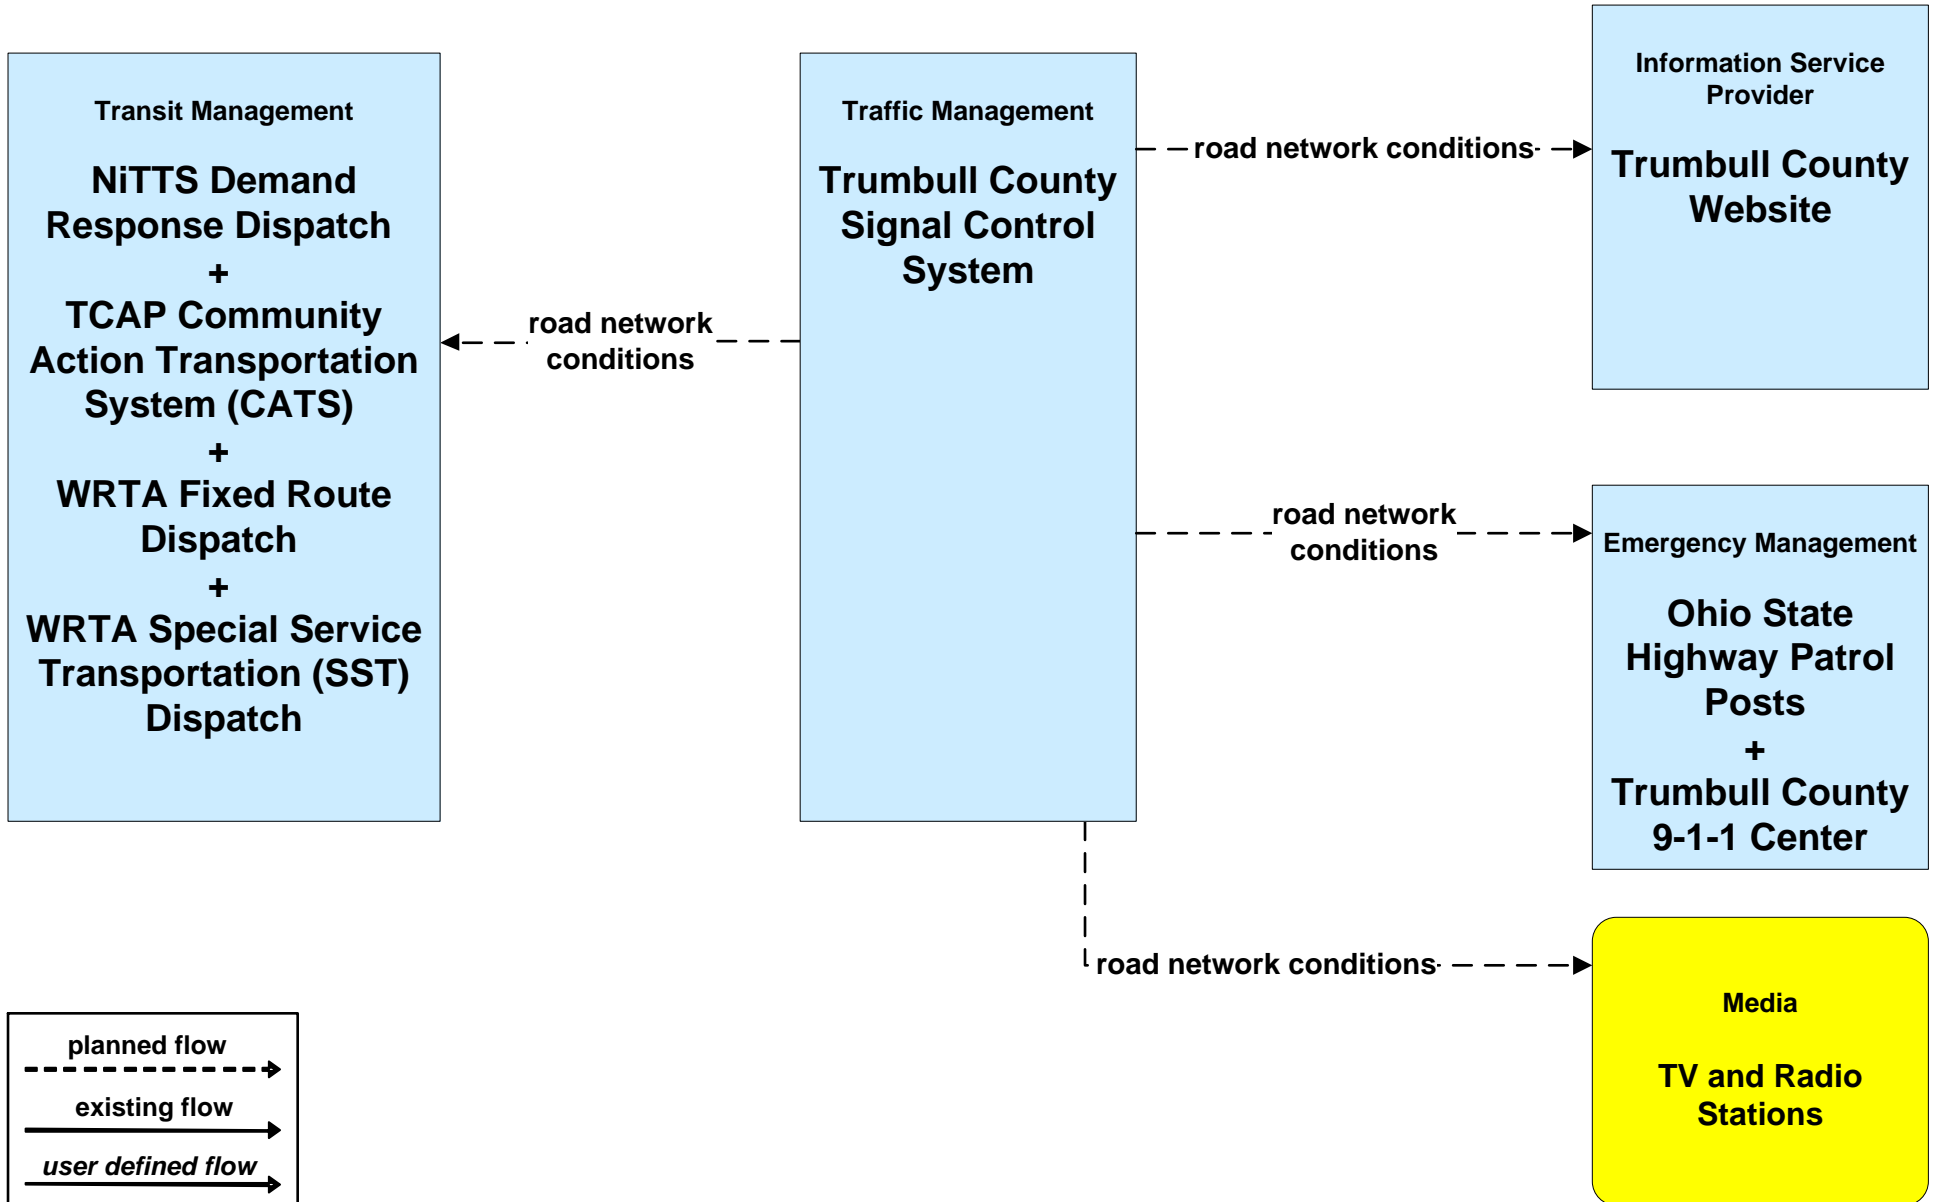 Transit Management
NiTTS Demand
Response Dispatch
+
TCAP Community
Action Transportation
System (CATS)
+
WRTA Fixed Route
Dispatch
+
WRTA Special Service
Transportation (SST)
Dispatch
road network
conditions
Traffic Management
Trumbull County
Signal Control
System
road network conditions
Information Service
Provider
Trumbull County
Website
road network
conditions
Emergency Management
Ohio State
Highway Patrol
Posts
+
Trumbull County
9-1-1 Center
road network conditions
Media
TV and Radio
Stations
planned flow
existing flow
user defined flow